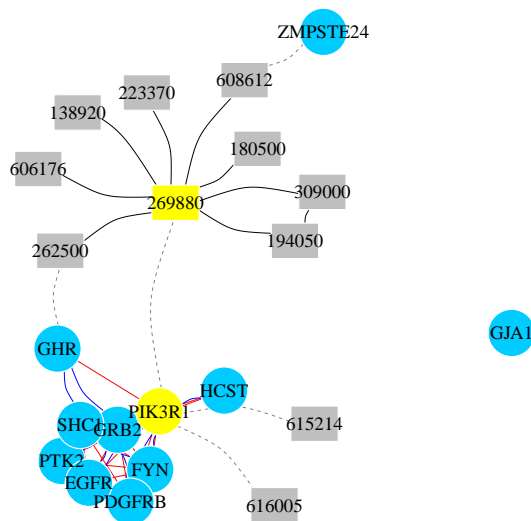 ZMPSTE24
608612
223370
138920
180500
606176
309000
269880
194050
262500
GJA1
GHR
HCST
PIK3R1
SHC1
GRB2
615214
PTK2
FYN
EGFR
PDGFRB
616005